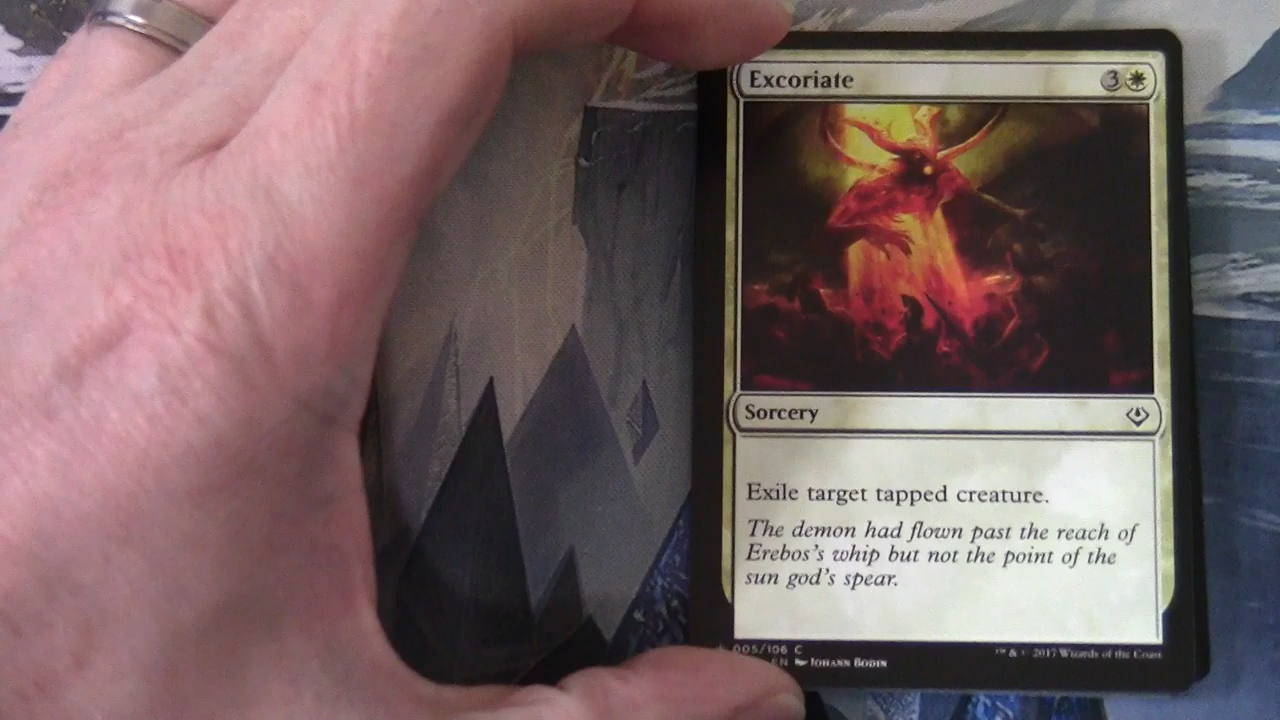 Excoriate 3
Sorcery
Exile target tapped creature.
The demon had flown past the reach of
Erebos's whip but not the point of the
sun god's spear.
005/106 C
EN Johann Bodin
™ & © 2017 Wizards of the Coast